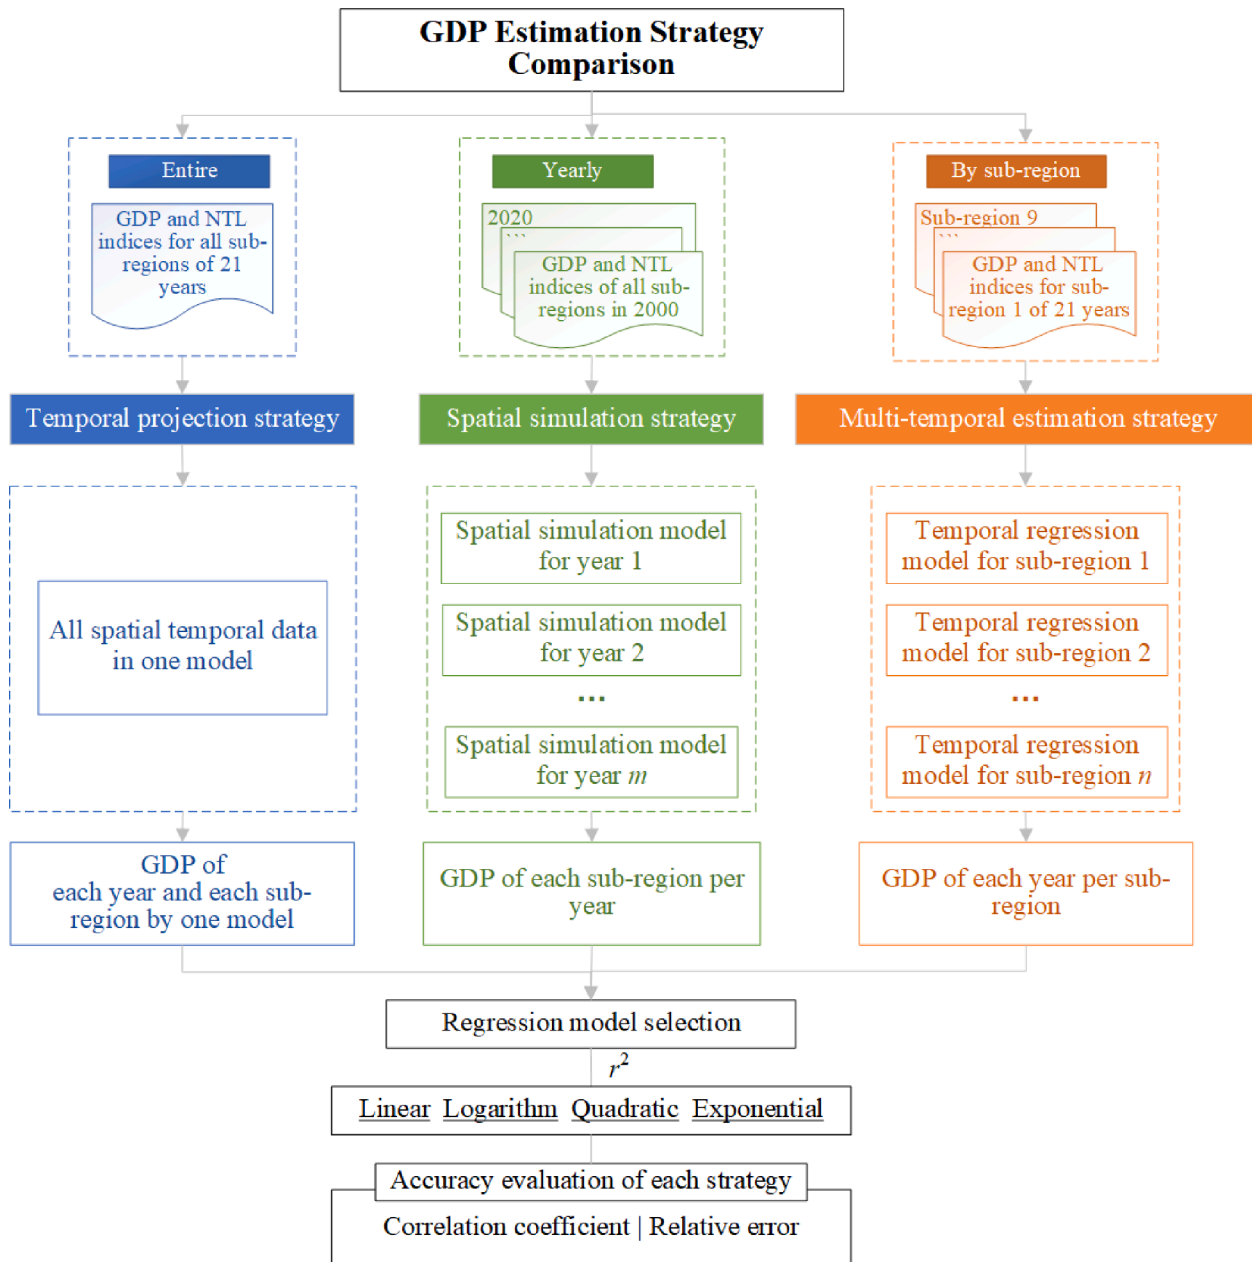 GDP Estimation Strategy
Comparison
Entire
GDP and NTL
indices for all sub-
regions of 21
years
Yearly
2020
...
GDP and NTL
indices of all sub-
regions in 2000
By sub-region
Sub-region 9
...
GDP and NTL
indices for sub-
region 1 of 21 years
Temporal projection strategy
Spatial simulation strategy
Multi-temporal estimation strategy
All spatial temporal data
in one model
Spatial simulation model
for year 1
Spatial simulation model
for year 2
...
Spatial simulation model
for year m
Temporal regression
model for sub-region 1
Temporal regression
model for sub-region 2
...
Temporal regression
model for sub-region n
GDP of
each year and each sub-
region by one model
GDP of each sub-region per
year
GDP of each year per sub-
region
Regression model selection
r²
Linear Logarithm Quadratic Exponential
Accuracy evaluation of each strategy
Correlation coefficient | Relative error